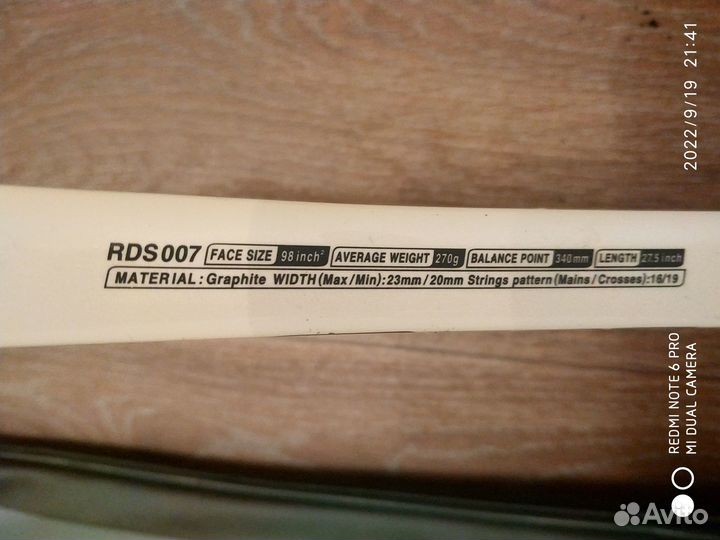 RDS007 FACE SIZE 98inch² AVERAGE WEIGHT 270g BALANCE POINT 340mm LENGTH 27.5 inch
MATERIAL: Graphite WIDTH (Max/Min): 23mm/20mm Strings pattern (Mains/Crosses): 16/19
2022/9/19 21:41
REDMI NOTE 6 PRO
MI DUAL CAMERA
Avito